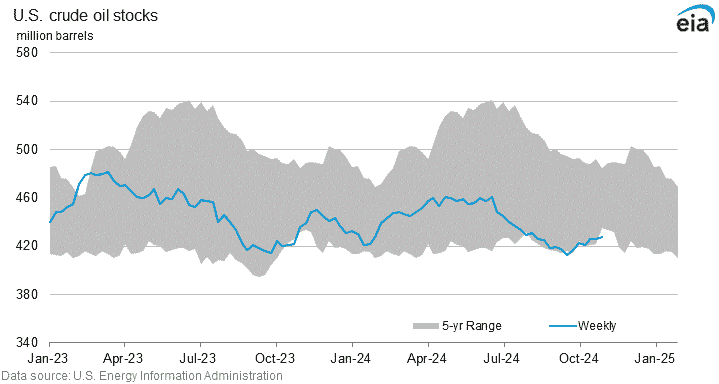 U.S. crude oil stocks
million barrels
eia
580
540
500
460
420
380
340
5-yr Range
Weekly
Jan-23
Apr-23
Jul-23
Oct-23
Jan-24
Apr-24
Jul-24
Oct-24
Jan-25
Data source: U.S. Energy Information Administration